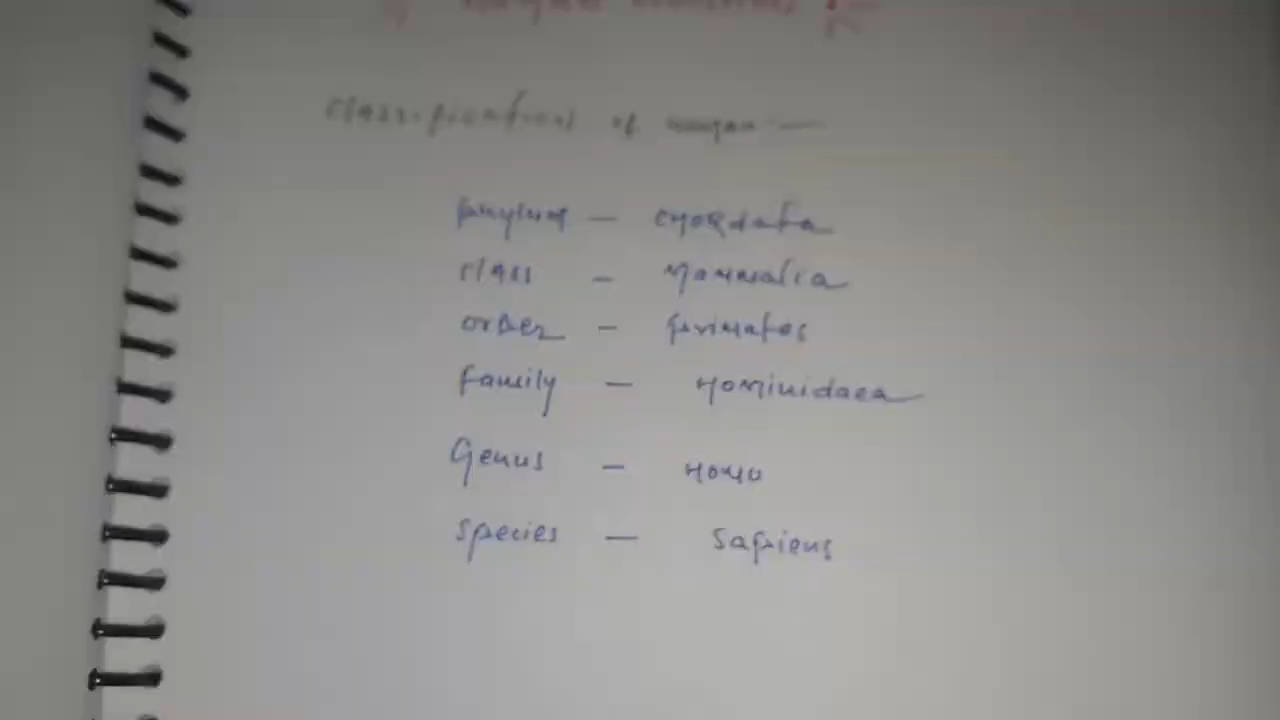 Classification of human —
Phylum — Chordata
Class — Mammalia
Order — Primates
Family — Hominidaea
Genus — Homo
Species — Sapiens